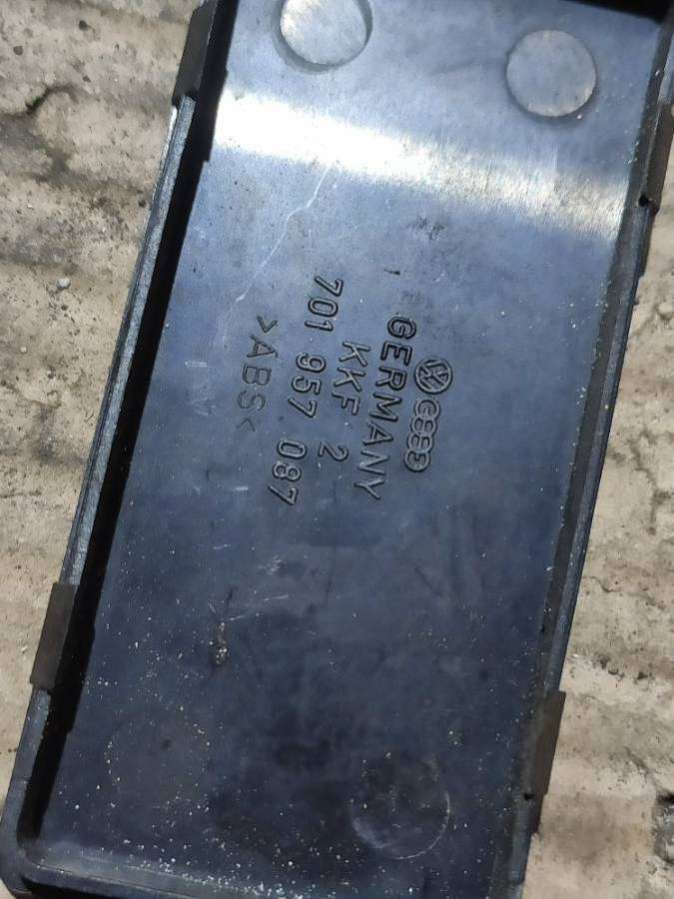 GERMANY
KKF 2
701 957 087
>ABS<